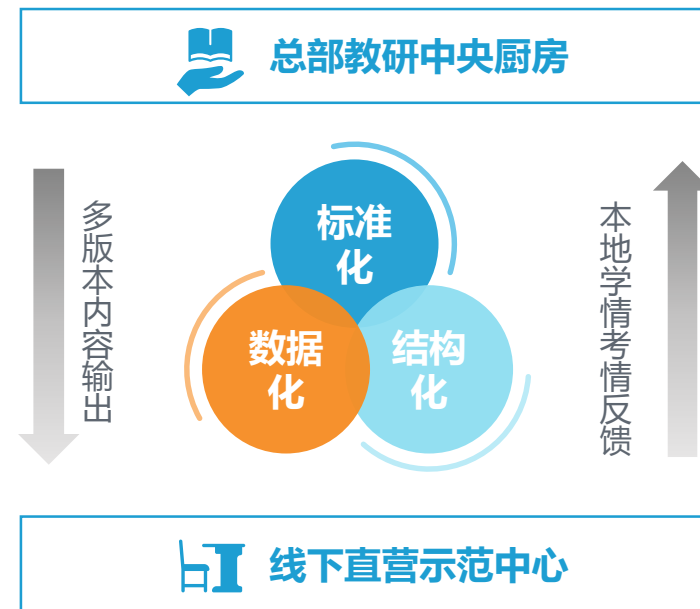 总部教研中央厨房
多版本内容输出
标准
化
数据
化
结构
化
本地学情考情反馈
线下直营示范中心